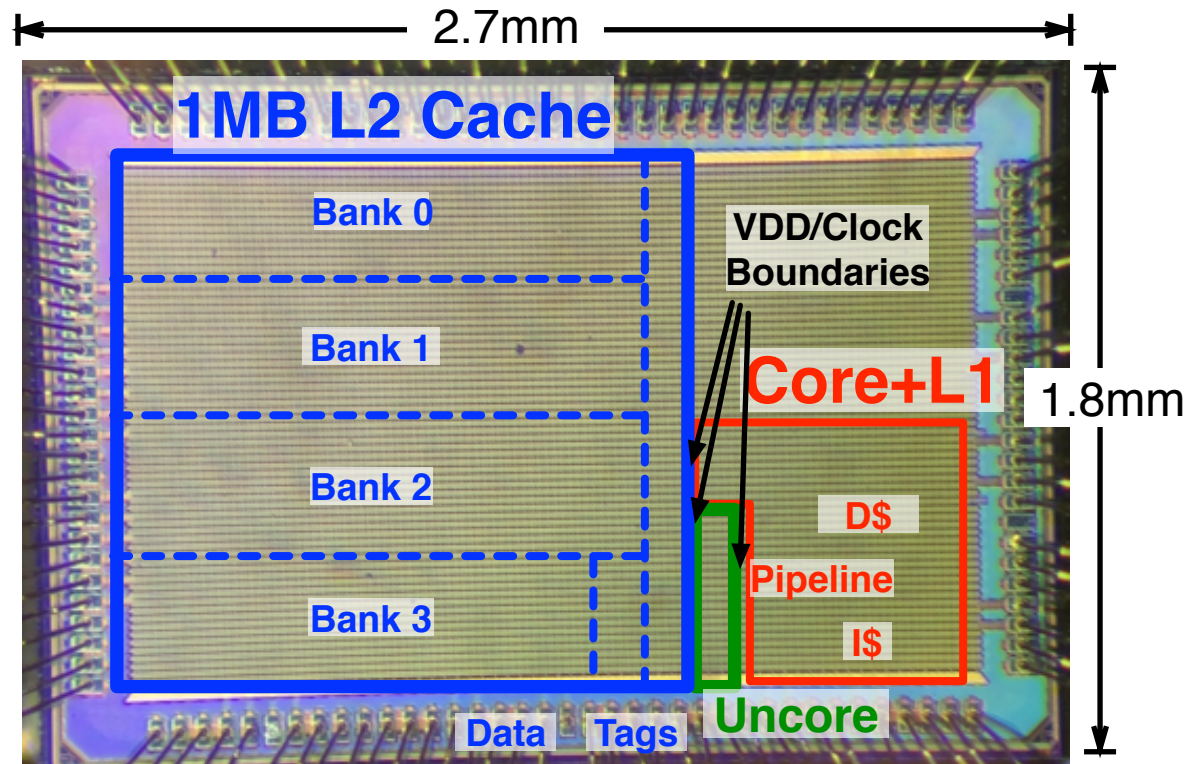 2.7mm
1MB L2 Cache
Bank 0
VDD/Clock
Boundaries
Bank 1
Core+L1
1.8mm
Bank 2
D$
Pipeline
Bank 3
I$
Uncore
Data
Tags